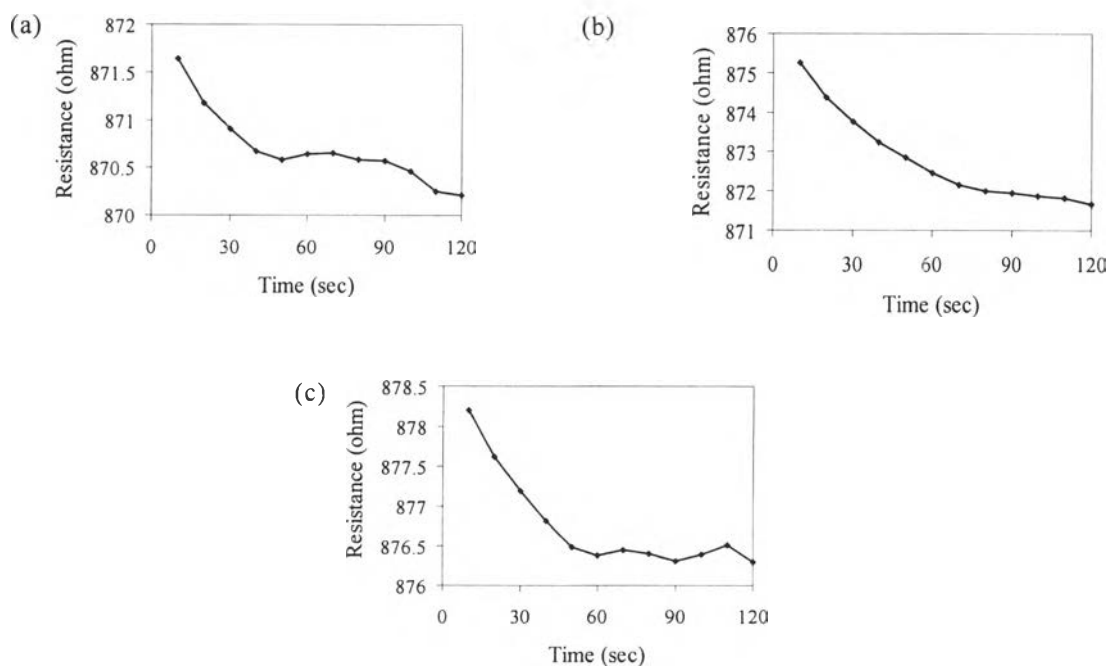 (a)
872
871.5
871
870.5
870
Resistance (ohm)
0 30 60 90 120
Time (sec)
(b)
876
875
874
873
872
871
Resistance (ohm)
0 30 60 90 120
Time (sec)
(c)
878.5
878
877.5
877
876.5
876
Resistance (ohm)
0 30 60 90 120
Time (sec)